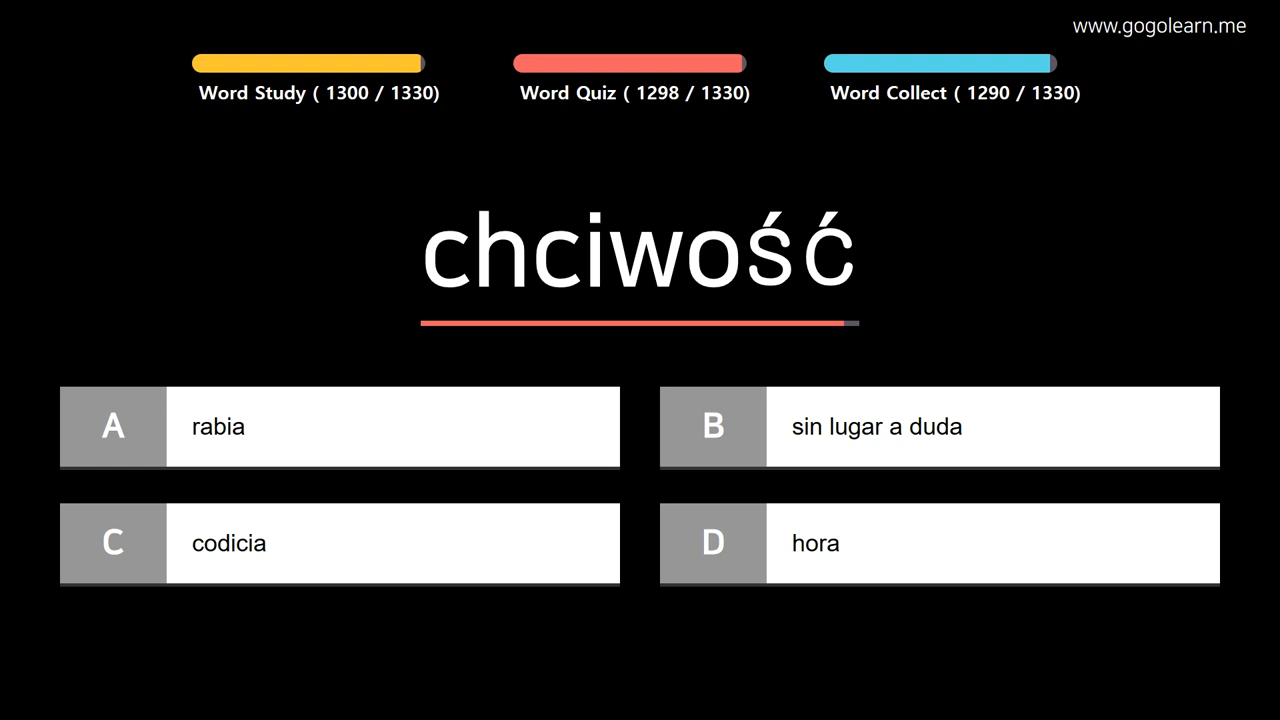 www.gogolearn.me
Word Study ( 1300 / 1330)
Word Quiz ( 1298 / 1330)
Word Collect ( 1290 / 1330)
chciwość
A rabia
B sin lugar a duda
C codicia
D hora